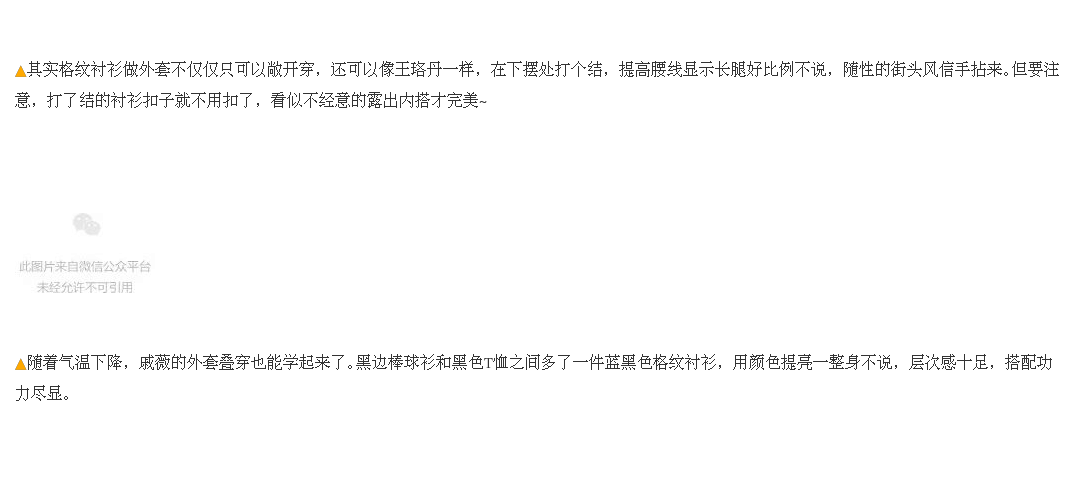 ▲其实格纹衬衫做外套不仅仅只可以敞开穿，还可以像王珞丹一样，在下摆处打个结，提高腰线显示长腿好比例不说，随性的街头风信手拈来。但要注
意，打了结的衬衫扣子就不用扣了，看似不经意的露出内搭才完美~
此图片来自微信公众平台
未经允许不可引用
▲随着气温下降，戚薇的外套叠穿也能学起来了。黑边棒球衫和黑色T恤之间多了一件蓝黑色格纹衬衫，用颜色提亮一整身不说，层次感十足，搭配功
力尽显。